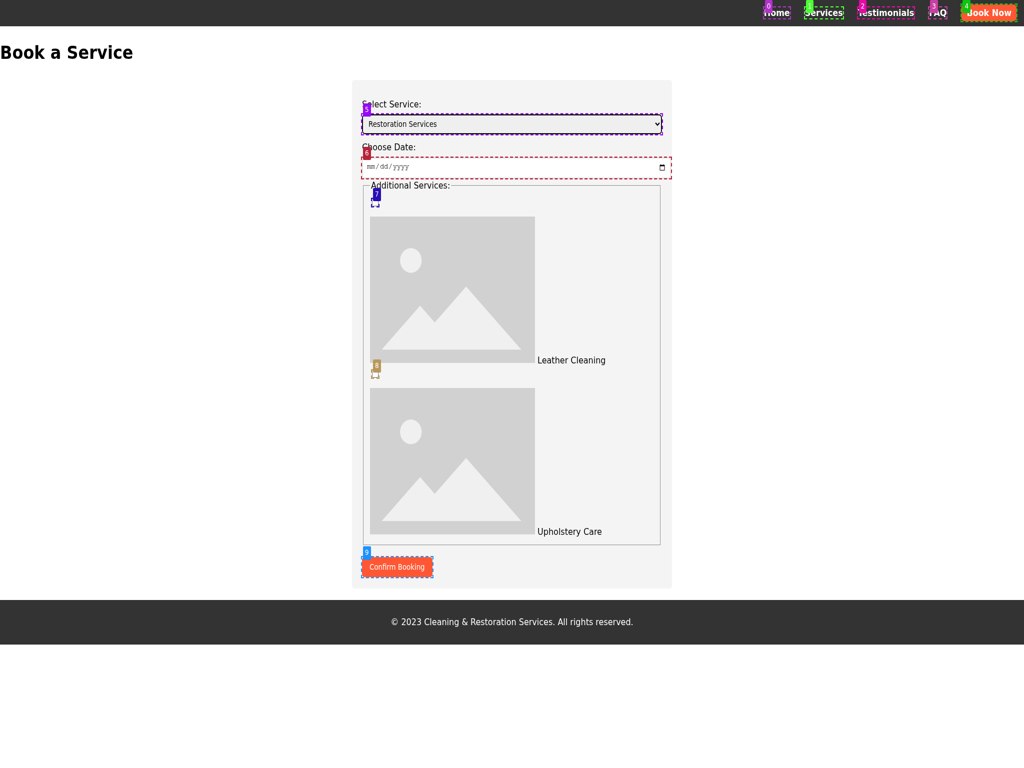 Home Services Testimonials FAQ Book Now
0 1 2 3 4
Book a Service
Select Service:
5
Restoration Services
Choose Date:
6
mm/dd/yyyy
Additional Services:
7
Leather Cleaning
8
Upholstery Care
9
Confirm Booking
© 2023 Cleaning & Restoration Services. All rights reserved.